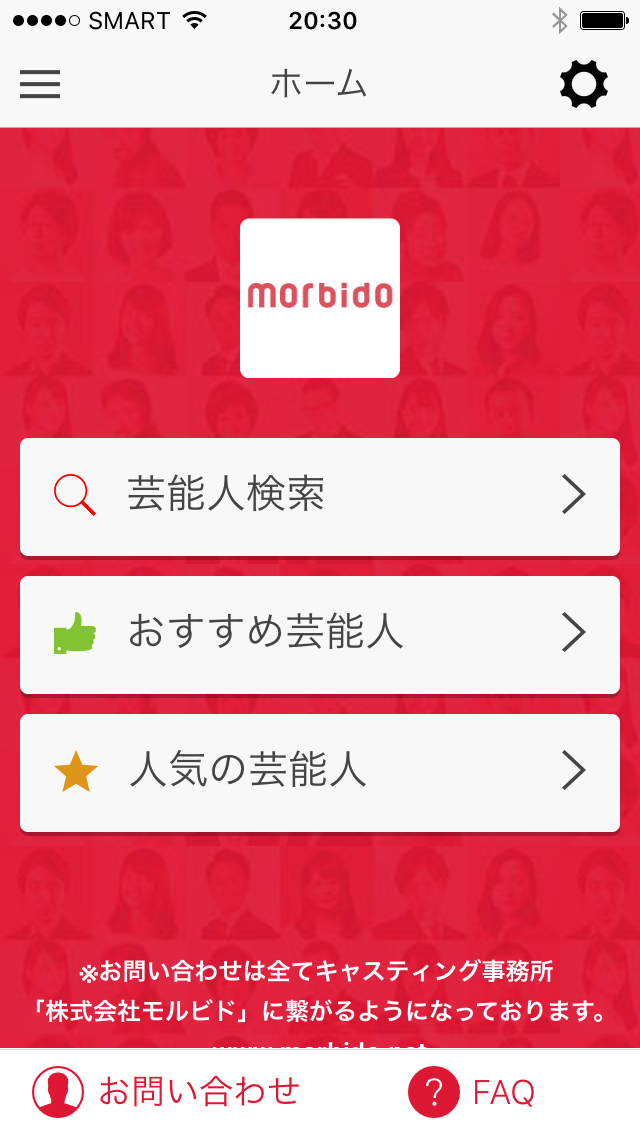 SMART 20:30
ホーム
morbido
芸能人検索
おすすめ芸能人
人気の芸能人
※お問い合わせは全てキャスティング事務所
「株式会社モルビド」に繋がるようになっております。
www.morbido.net
お問い合わせ
? FAQ